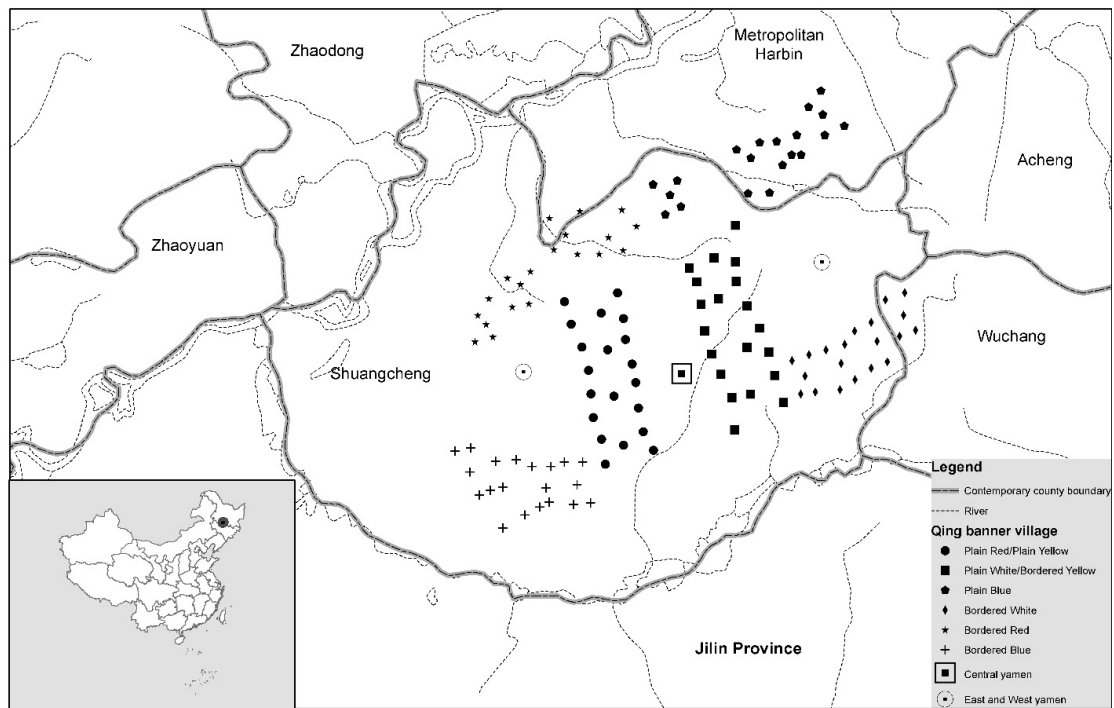 Zhaodong
Metropolitan
Harbin
Acheng
Zhaoyuan
Wuchang
Shuangcheng
Jilin Province
Legend
Contemporary county boundary
River
Qing banner village
Plain Red/Plain Yellow
Plain White/Bordered Yellow
Plain Blue
Bordered White
Bordered Red
Bordered Blue
Central yamen
East and West yamen